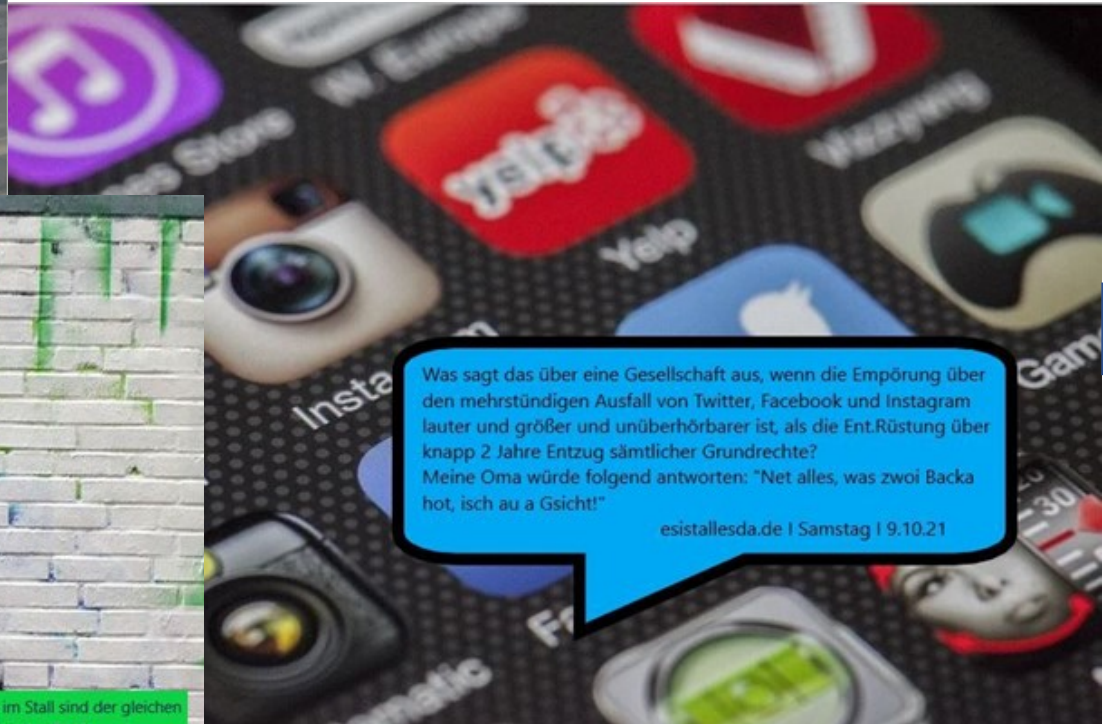 W. Europe
yelp
Yelp
Was sagt das über eine Gesellschaft aus, wenn die Empörung über
den mehrstündigen Ausfall von Twitter, Facebook und Instagram
lauter und größer und unüberhörbarer ist, als die Ent.Rüstung über
knapp 2 Jahre Entzug sämtlicher Grundrechte?
Meine Oma würde folgend antworten: "Net alles, was zwoi Backa
hot, isch au a Gsicht!"
esistallesda.de I Samstag I 9.10.21
30
im Stall sind der gleichen